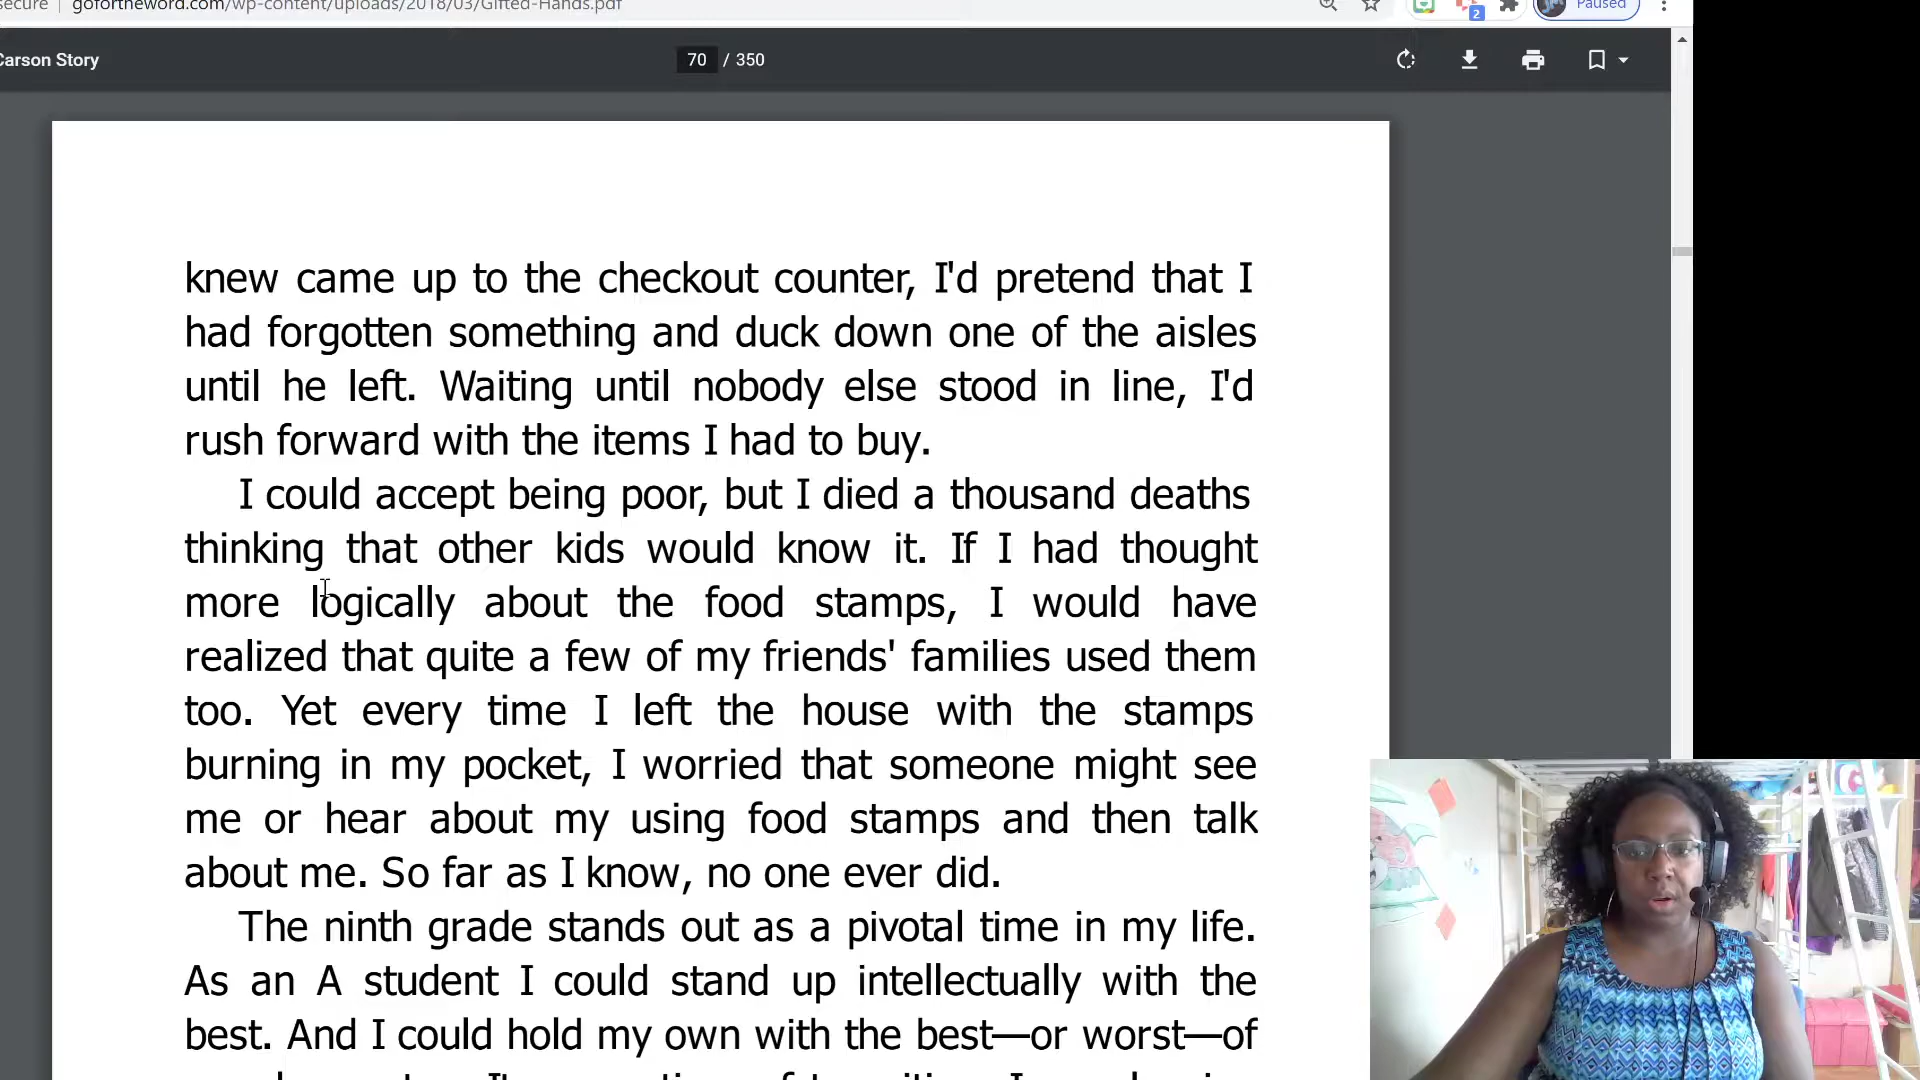 ecure | gofortheword.com/wp-content/uploads/2018/03/Gifted-Hands.pdf
2
Paused
Carson Story
70 / 350
knew came up to the checkout counter, I'd pretend that I
had forgotten something and duck down one of the aisles
until he left. Waiting until nobody else stood in line, I'd
rush forward with the items I had to buy.
I could accept being poor, but I died a thousand deaths
thinking that other kids would know it. If I had thought
more logically about the food stamps, I would have
realized that quite a few of my friends' families used them
too. Yet every time I left the house with the stamps
burning in my pocket, I worried that someone might see
me or hear about my using food stamps and then talk
about me. So far as I know, no one ever did.
The ninth grade stands out as a pivotal time in my life.
As an A student I could stand up intellectually with the
best. And I could hold my own with the best—or worst—of